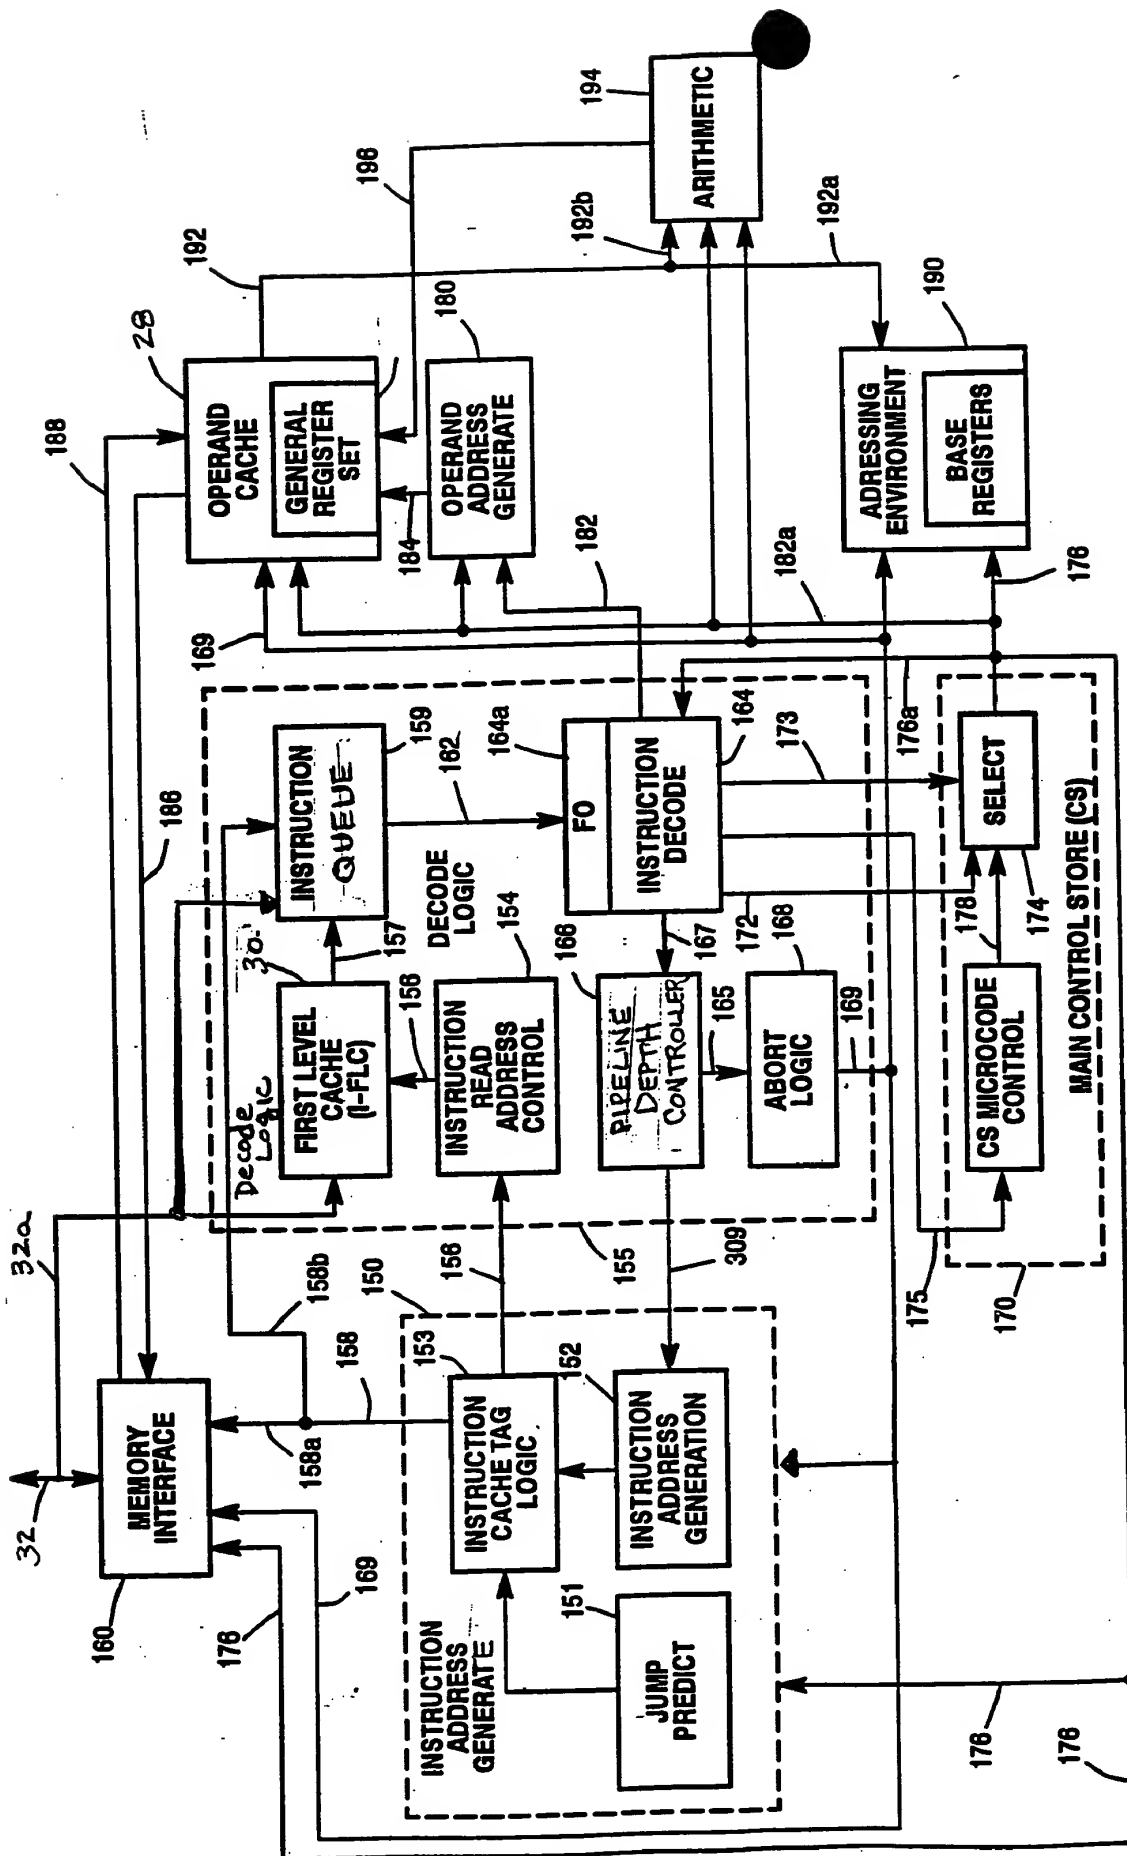 32
32a
186
188
160
MEMORY
INTERFACE
28
192
OPERAND
CACHE
GENERAL
REGISTER
SET
176
169
158a
158b
158
169
184
196
Decode
Logic
30
FIRST LEVEL
CACHE
(I-FLC)
157
INSTRUCTION
QUEUE
159
162
156
DECODE
LOGIC
154
INSTRUCTION
READ
ADDRESS
CONTROL
156
155
150
153
INSTRUCTION
CACHE TAG
LOGIC
152
INSTRUCTION
ADDRESS
GENERATE
151
JUMP
PREDICT
INSTRUCTION
ADDRESS
GENERATION
309
166
PIPELINE
DEPTH
CONTROLLER
167
165
ABORT
LOGIC
168
169
164a
FO
INSTRUCTION
DECODE
164
172
173
OPERAND
ADDRESS
GENERATE
180
182
182a
192b
194
ARITHMETIC
192a
175
170
CS MICROCODE
CONTROL
178
174
SELECT
176a
176
MAIN CONTROL STORE (CS)
ADRESSING
ENVIRONMENT
BASE
REGISTERS
190
176
176